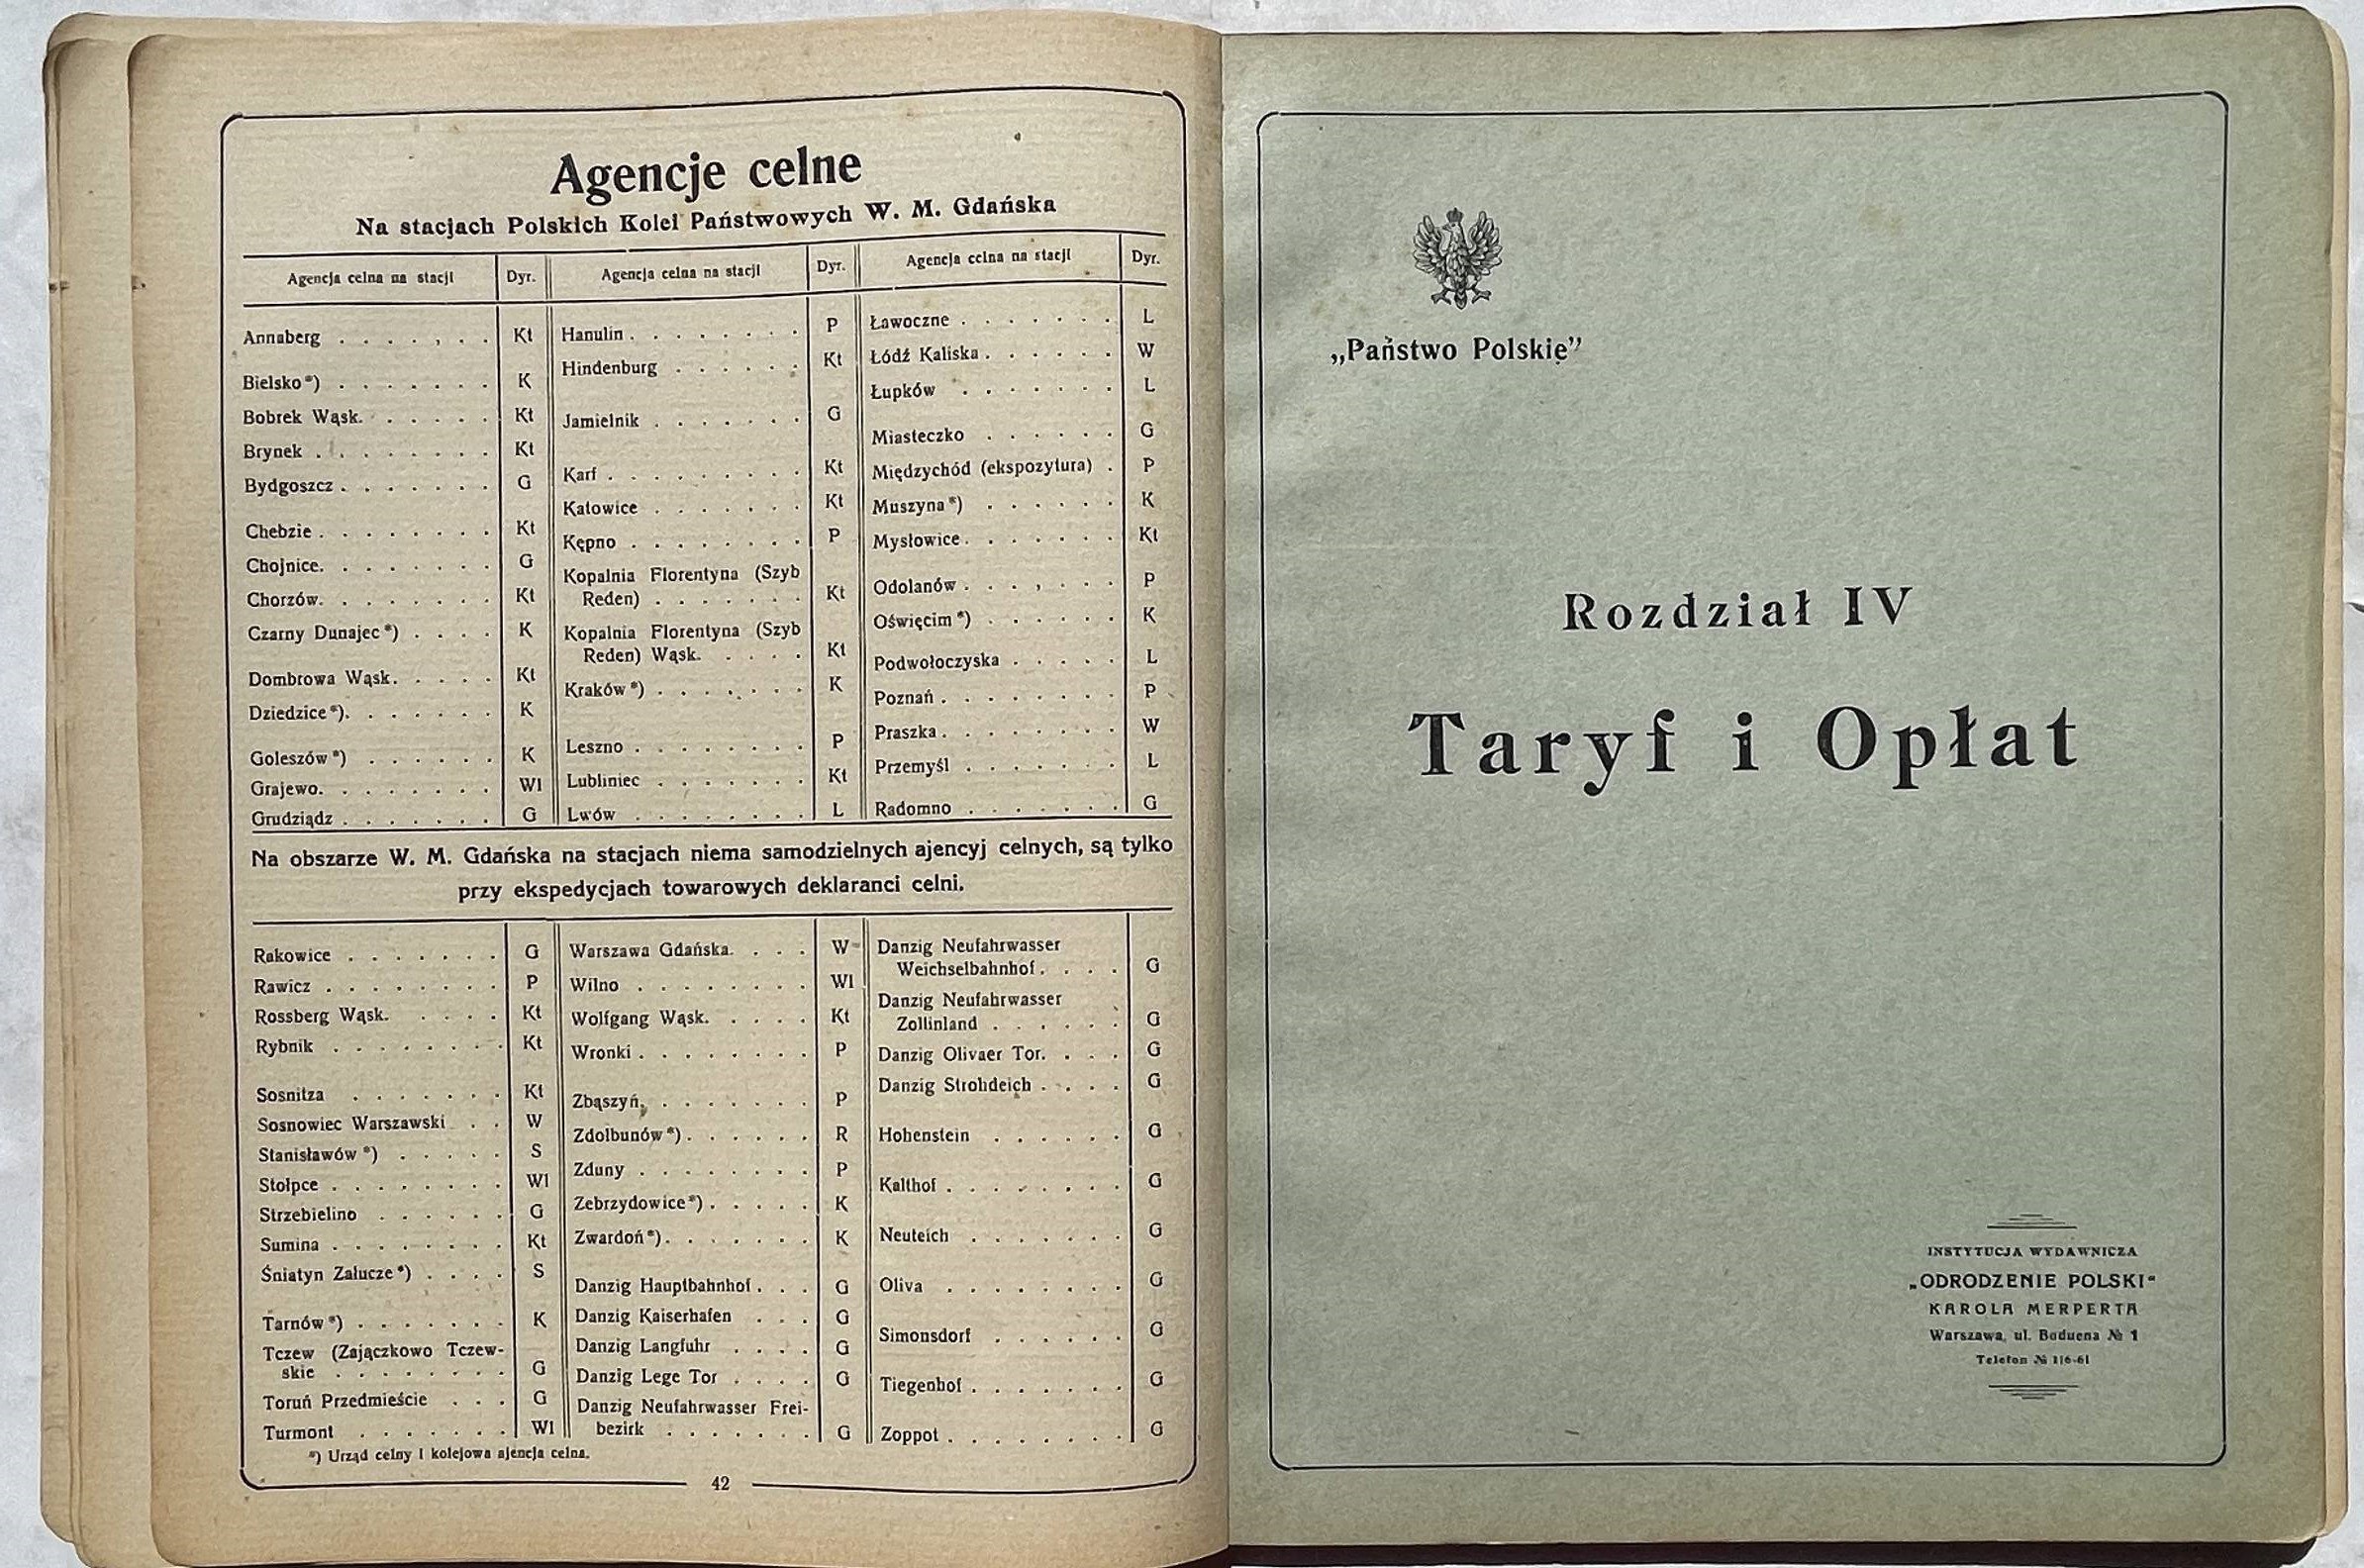 Agencje celne
Na stacjach Polskich Kolei Państwowych W. M. Gdańska
Agencja celna na stacji Dyr.
Annaberg . . . . . . . Kt
Bielsko*) . . . . . . . K
Bobrek Wąsk. . . . . . Kt
Brynek . . . . . . . . Kt
Bydgoszcz . . . . . . . G
Chebzie . . . . . . . . Kt
Chojnice. . . . . . . . G
Chorzów. . . . . . . . Kt
Czarny Dunajec*) . . . . K
Dombrowa Wąsk. . . . . Kt
Dziedzice*). . . . . . . K
Goleszów*) . . . . . . K
Grajewo. . . . . . . . Wl
Grudziądz . . . . . . . G
Agencja celna na stacji Dyr.
Hanulin . . . . . . . . P
Hindenburg . . . . . . Kt
Jamielnik . . . . . . . G
Karf . . . . . . . . . Kt
Katowice . . . . . . . Kt
Kępno . . . . . . . . P
Kopalnia Florentyna (Szyb
Reden) . . . . . . . Kt
Kopalnia Florentyna (Szyb
Reden) Wąsk. . . . . Kt
Kraków*) . . . . . . . K
Leszno . . . . . . . . P
Lubliniec . . . . . . . Kt
Lwów . . . . . . . . L
Agencja celna na stacji Dyr.
Ławoczne . . . . . . . L
Łódź Kaliska . . . . . . W
Łupków . . . . . . . L
Miasteczko . . . . . . G
Międzychód (ekspozytura) . P
Muszyna*) . . . . . . K
Mysłowice. . . . . . . Kt
Odolanów . . . . . . . P
Oświęcim*) . . . . . . K
Podwołoczyska . . . . . L
Poznań . . . . . . . . P
Praszka . . . . . . . . W
Przemyśl . . . . . . . L
Radomno . . . . . . . G
Na obszarze W. M. Gdańska na stacjach niema samodzielnych ajencyj celnych, są tylko
przy ekspedycjach towarowych deklaranci celni.
Rakowice . . . . . . . G
Rawicz . . . . . . . . P
Rossberg Wąsk. . . . . Kt
Rybnik . . . . . . . . Kt
Sosnitza . . . . . . . Kt
Sosnowiec Warszawski . . W
Stanisławów*) . . . . . S
Stołpce . . . . . . . . Wl
Strzebielino . . . . . . G
Sumina . . . . . . . . Kt
Śniatyn Załucze*) . . . . S
Tarnów*) . . . . . . . K
Tczew (Zajączkowo Tczew-
skie . . . . . . . . G
Toruń Przedmieście . . . G
Turmont . . . . . . . Wl
Warszawa Gdańska. . . . W
Wilno . . . . . . . . Wl
Wolfgang Wąsk. . . . . Kt
Wronki . . . . . . . . P
Zbąszyń. . . . . . . . P
Zdolbunów*). . . . . . R
Zduny . . . . . . . . P
Zebrzydowice*) . . . . . K
Zwardoń*). . . . . . . K
Danzig Hauptbahnhof . . . G
Danzig Kaiserhafen . . . G
Danzig Langfuhr . . . . G
Danzig Lege Tor . . . . G
Danzig Neufahrwasser Frei-
bezirk . . . . . . . G
Danzig Neufahrwasser
Weichselbahnhof . . . . G
Danzig Neufahrwasser
Zollinland . . . . . . G
Danzig Olivaer Tor. . . . G
Danzig Strohdeich . . . . G
Hohenstein . . . . . . G
Kalthof . . . . . . . . G
Neuteich . . . . . . . G
Oliva . . . . . . . . G
Simonsdorf . . . . . . G
Tiegenhof . . . . . . . G
Zoppot . . . . . . . . G
*) Urząd celny i kolejowa ajencja celna.
42
„Państwo Polskie”
Rozdział IV
Taryf i Opłat
INSTYTUCJA WYDAWNICZA
„ODRODZENIE POLSKI“
KAROLA MERPERTA
Warszawa, ul. Boduena № 1
Telefon № 116-61